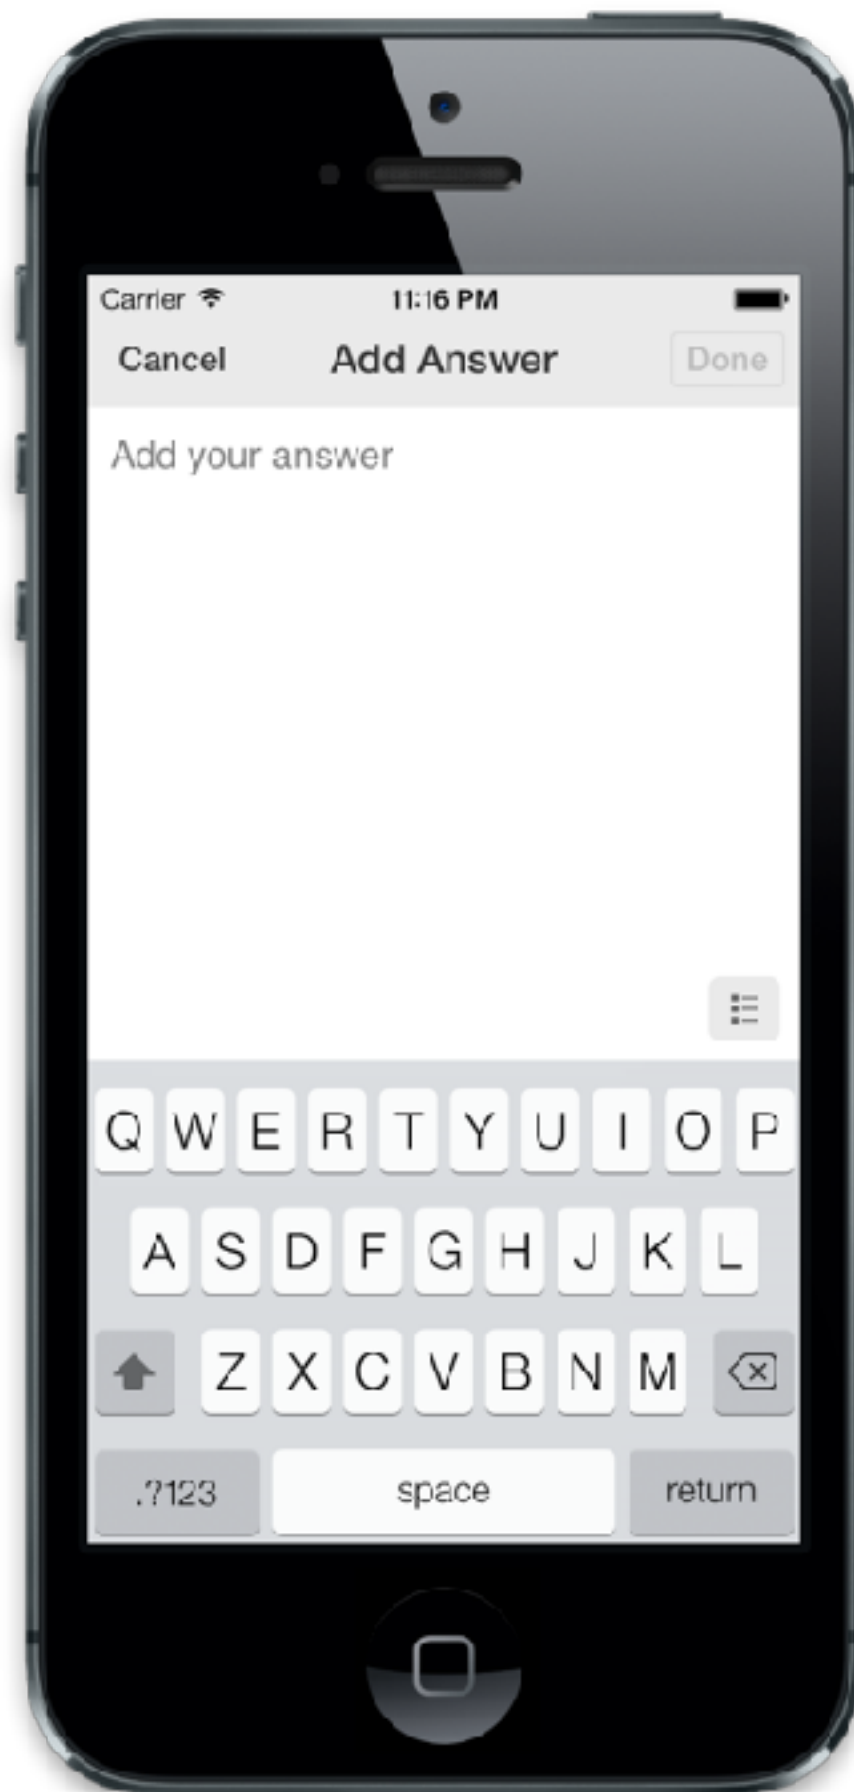 Carrier 11:16 PM
Cancel Add Answer Done
Add your answer
Q W E R T Y U I O P
A S D F G H J K L
Z X C V B N M
.?123 space return